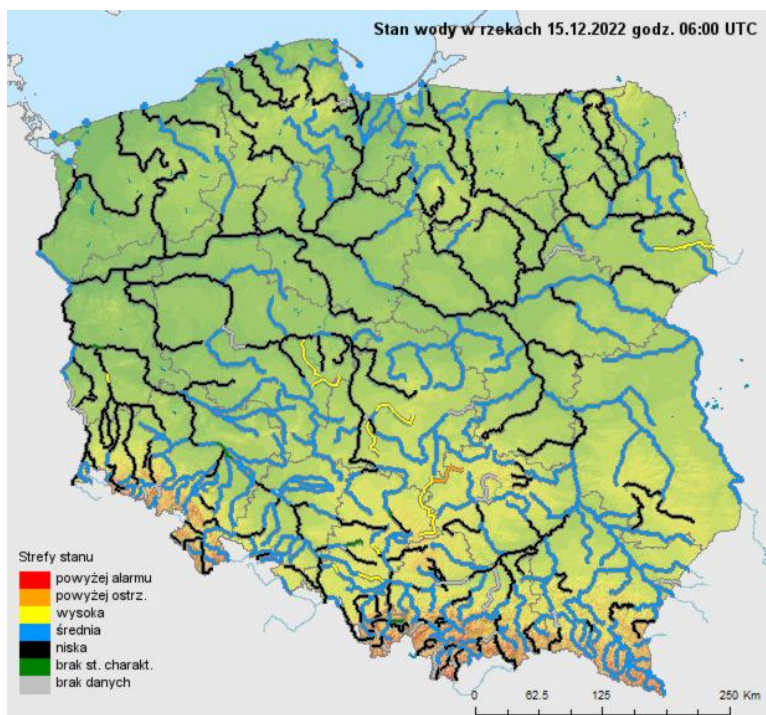 Stan wody w rzekach 15.12.2022 godz. 06:00 UTC
Strefy stanu
powyżej alarmu
powyżej ostrz.
wysoka
średnia
niska
brak st. charakt.
brak danych
0 62.5 125 250 Km